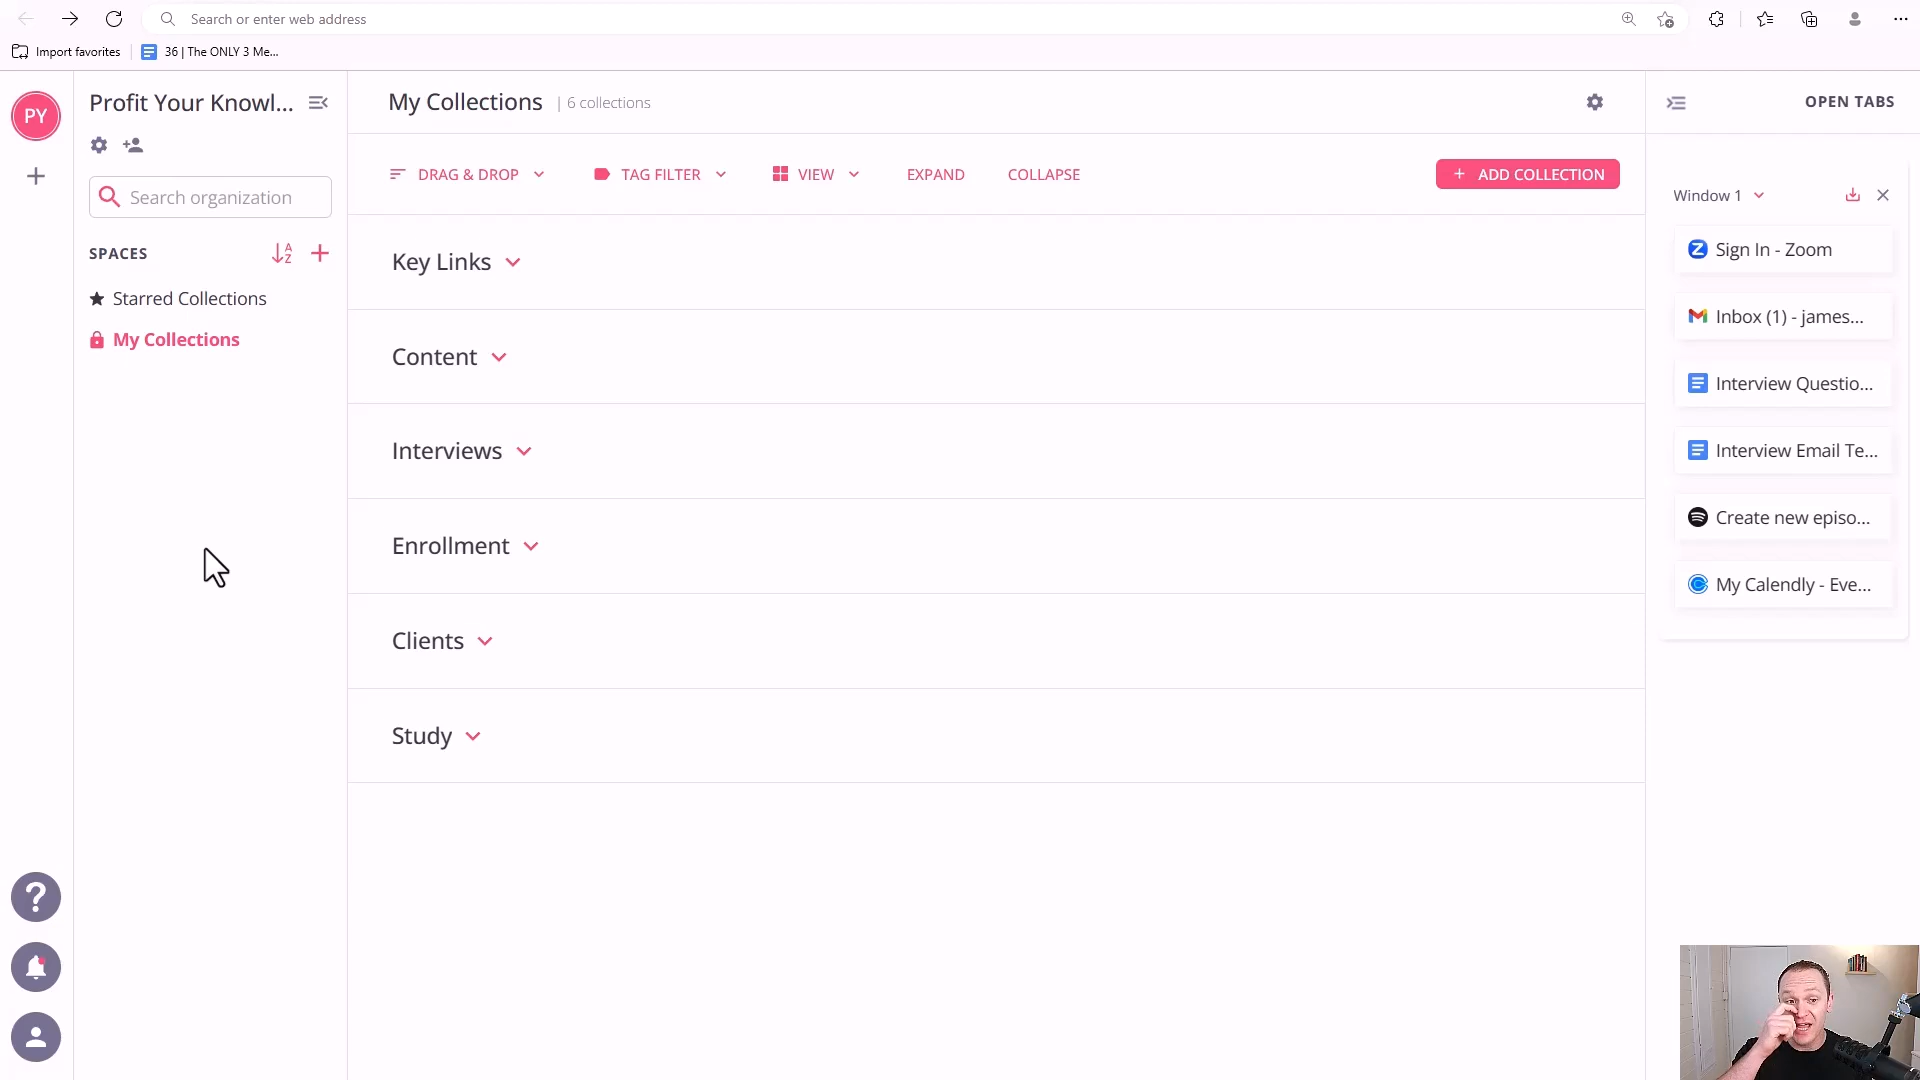 Search or enter web address
Import favorites
36 | The ONLY 3 Me...
PY
Profit Your Knowl...
Search organization
SPACES
Starred Collections
My Collections
My Collections | 6 collections
DRAG & DROP
TAG FILTER
VIEW
EXPAND
COLLAPSE
+ ADD COLLECTION
Key Links
Content
Interviews
Enrollment
Clients
Study
OPEN TABS
Window 1
Sign In - Zoom
Inbox (1) - james...
Interview Questio...
Interview Email Te...
Create new episo...
My Calendly - Eve...